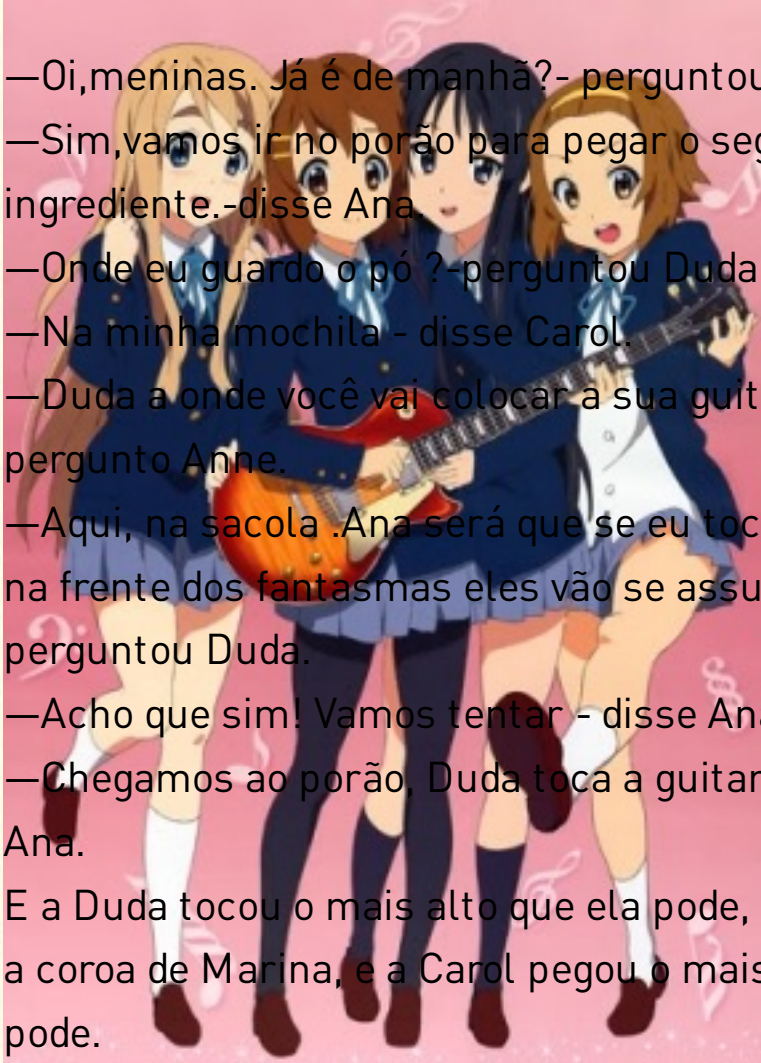 —Oi,meninas. Já é de manhã?- perguntou
—Sim,vamos ir no porão para pegar o seg
ingrediente.-disse Ana.
—Onde eu guardo o pó ?-perguntou Duda
—Na minha mochila - disse Carol.
—Duda a onde você vai colocar a sua guit
pergunto Anne.
—Aqui, na sacola .Ana será que se eu toc
na frente dos fantasmas eles vão se assu
perguntou Duda.
—Acho que sim! Vamos tentar - disse Ana
—Chegamos ao porão, Duda toca a guitar
Ana.
E a Duda tocou o mais alto que ela pode,
a coroa de Marina, e a Carol pegou o mais
pode.